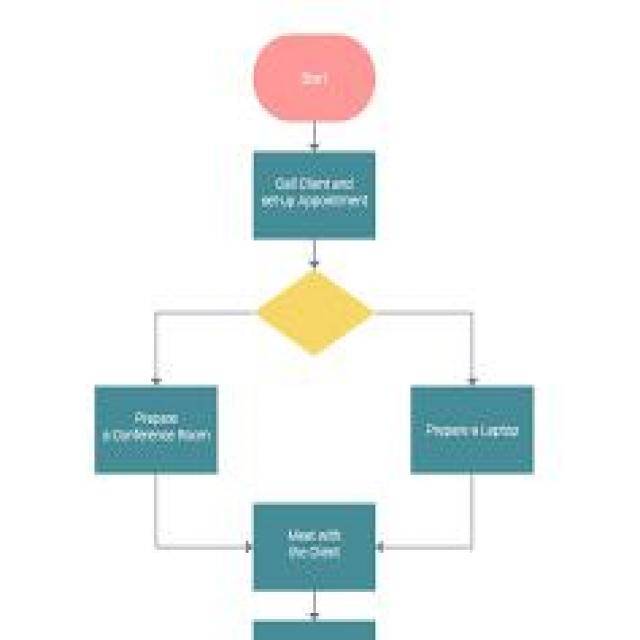 Start
Call Client and
set-up Appointment
Prepare
a Conference Room
Prepare a Laptop
Meet with
the Client